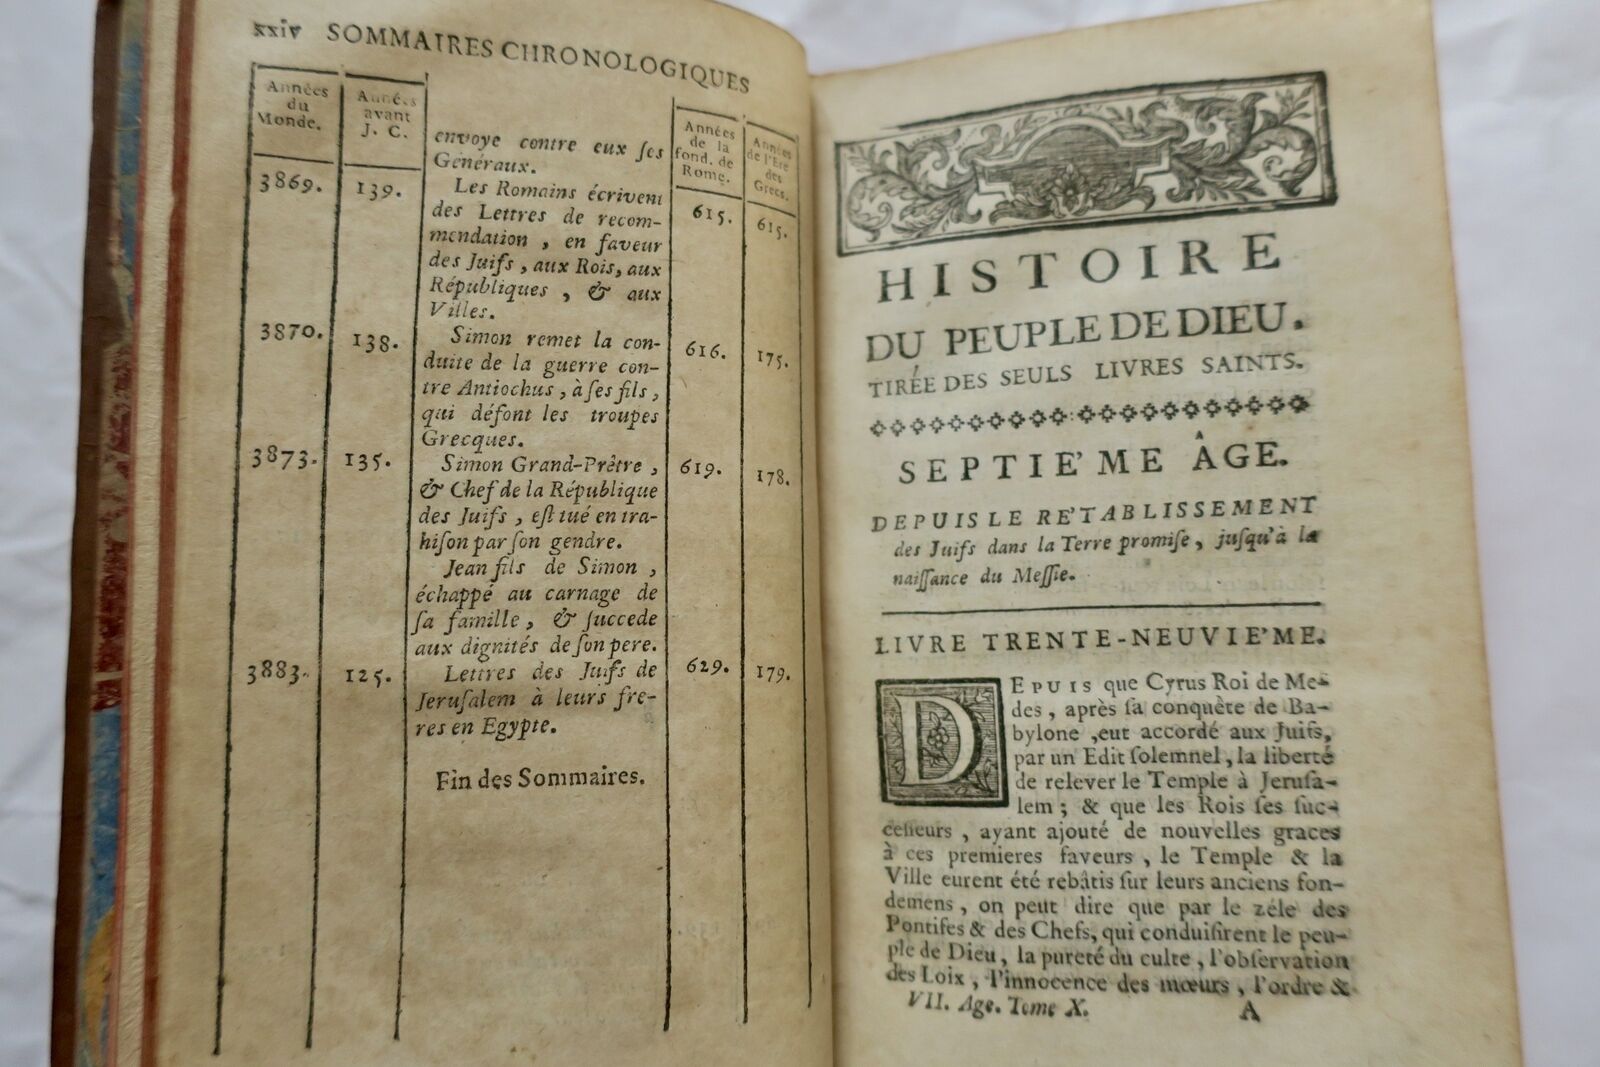 xxiv SOMMAIRES CHRONOLOGIQUES
Années
du
Monde.
Années
avant
J. C.
Années
de la
fond. de
Rome.
Années
de l'Ere
des
Grecs.
envoye contre eux ſes
Généraux.
3869. 139. Les Romains écrivent 615. 615.
des Lettres de recom-
mendation, en faveur
des Juifs, aux Rois, aux
Républiques, & aux
Villes.
3870. 138. Simon remet la con- 616. 175.
duite de la guerre con-
tre Antiochus, à ſes fils,
qui défont les troupes
Grecques.
3873. 135. Simon Grand-Prêtre, 619. 178.
& Chef de la République
des Juifs, eſt tué en tra-
hiſon par ſon gendre.
Jean fils de Simon,
échappé au carnage de
ſa famille, & ſuccede
aux dignités de ſon pere.
3883. 125. Lettres des Juifs de 629. 179.
Jeruſalem à leurs fre-
res en Egypte.
Fin des Sommaires.
HISTOIRE
DU PEUPLE DE DIEU.
TIRÉE DES SEULS LIVRES SAINTS.
SEPTIE'ME ÂGE.
DEPUIS LE RE'TABLISSEMENT
des Juifs dans la Terre promiſe, juſqu'à la
naiſſance du Meſſie.
LIVRE TRENTE-NEUVIE'ME.
DEPUIS que Cyrus Roi de Me-
des, après ſa conquête de Ba-
bylone, eut accordé aux Juifs,
par un Edit ſolemnel, la liberté
de relever le Temple à Jeruſa-
lem; & que les Rois ſes ſuc-
ceſſeurs, ayant ajouté de nouvelles graces
à ces premieres faveurs, le Temple & la
Ville eurent été rebâtis ſur leurs anciens fon-
demens, on peut dire que par le zéle des
Pontifes & des Chefs, qui conduiſirent le peu-
ple de Dieu, la pureté du culte, l'obſervation
des Loix, l'innocence des mœurs, l'ordre &
VII. Age. Tome X. A